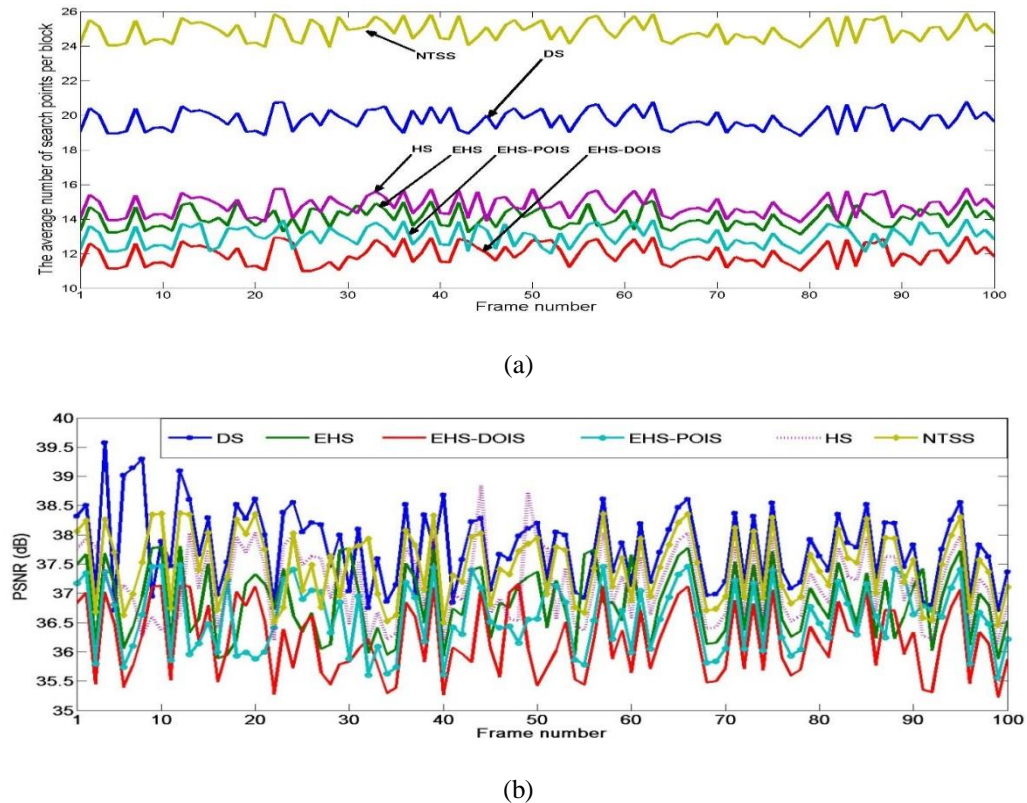 The average number of search points per block
26
24
22
20
18
16
14
12
10
NTSS
DS
HS
EHS
EHS-POIS
EHS-DOIS
1 10 20 30 40 50 60 70 80 90 100
Frame number
(a)
PSNR (dB)
40
39.5
39
38.5
38
37.5
37
36.5
36
35.5
35
DS EHS EHS-DOIS EHS-POIS HS NTSS
1 10 20 30 40 50 60 70 80 90 100
Frame number
(b)